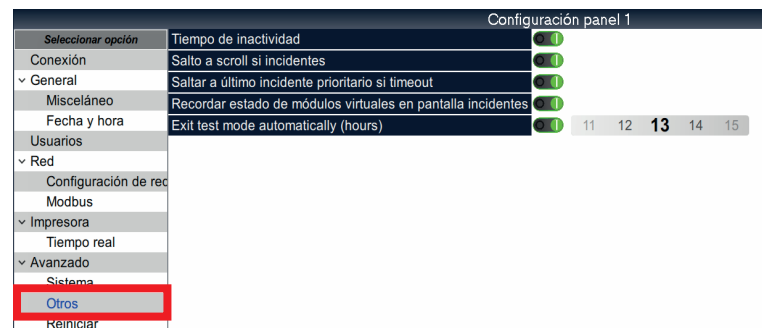 Configuración panel 1
Seleccionar opción
Conexión
General
Misceláneo
Fecha y hora
Usuarios
Red
Configuración de red
Modbus
Impresora
Tiempo real
Avanzado
Sistema
Otros
Reiniciar
Tiempo de inactividad
Salto a scroll si incidentes
Saltar a último incidente prioritario si timeout
Recordar estado de módulos virtuales en pantalla incidentes
Exit test mode automatically (hours)
11 12 13 14 15